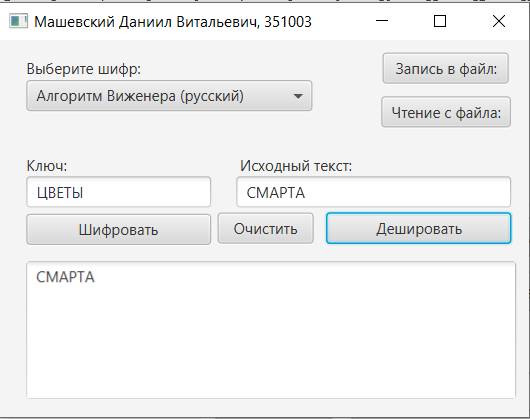 Машевский Даниил Витальевич, 351003
Выберите шифр:
Запись в файл:
Алгоритм Виженера (русский)
Чтение с файла:
Ключ:
Исходный текст:
ЦВЕТЫ
СМАРТА
Шифровать
Очистить
Дешировать
СМАРТА